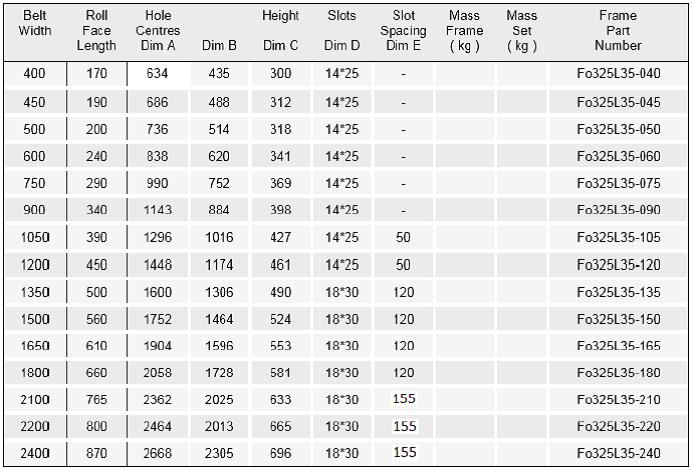 Belt Width Roll Face Length Hole Centres Dim A Dim B Height Dim C Slots Dim D Slot Spacing Dim E Mass Frame ( kg ) Mass Set ( kg ) Frame Part Number
400 170 634 435 300 14*25 - Fo325L35-040
450 190 686 488 312 14*25 - Fo325L35-045
500 200 736 514 318 14*25 - Fo325L35-050
600 240 838 620 341 14*25 - Fo325L35-060
750 290 990 752 369 14*25 - Fo325L35-075
900 340 1143 884 398 14*25 - Fo325L35-090
1050 390 1296 1016 427 14*25 50 Fo325L35-105
1200 450 1448 1174 461 14*25 50 Fo325L35-120
1350 500 1600 1306 490 18*30 120 Fo325L35-135
1500 560 1752 1464 524 18*30 120 Fo325L35-150
1650 610 1904 1596 553 18*30 120 Fo325L35-165
1800 660 2058 1728 581 18*30 120 Fo325L35-180
2100 765 2362 2025 633 18*30 155 Fo325L35-210
2200 800 2464 2013 665 18*30 155 Fo325L35-220
2400 870 2668 2305 696 18*30 155 Fo325L35-240